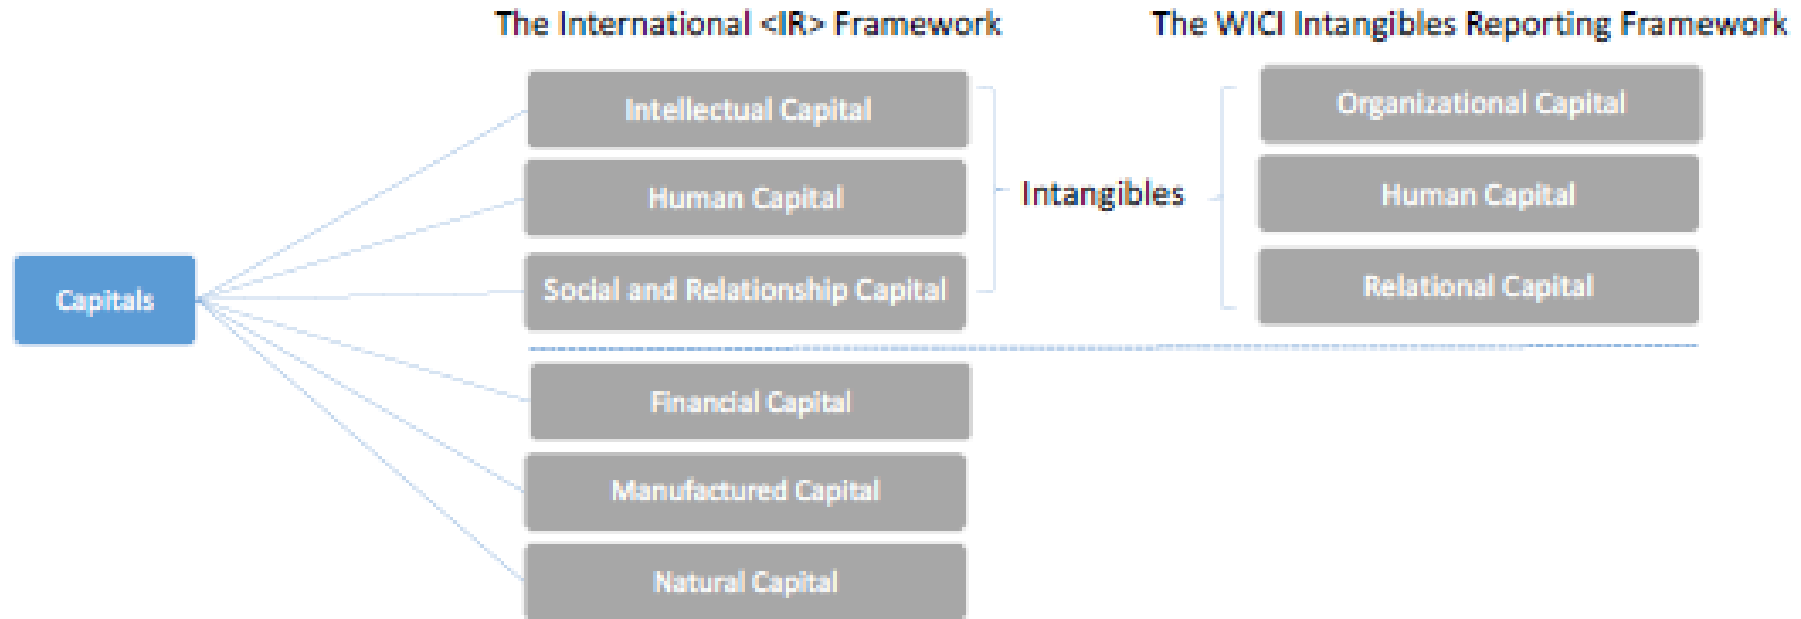 The International <IR> Framework
The WICI Intangibles Reporting Framework
Intellectual Capital
Human Capital
Social and Relationship Capital
Intangibles
Organizational Capital
Human Capital
Relational Capital
Capitals
Financial Capital
Manufactured Capital
Natural Capital